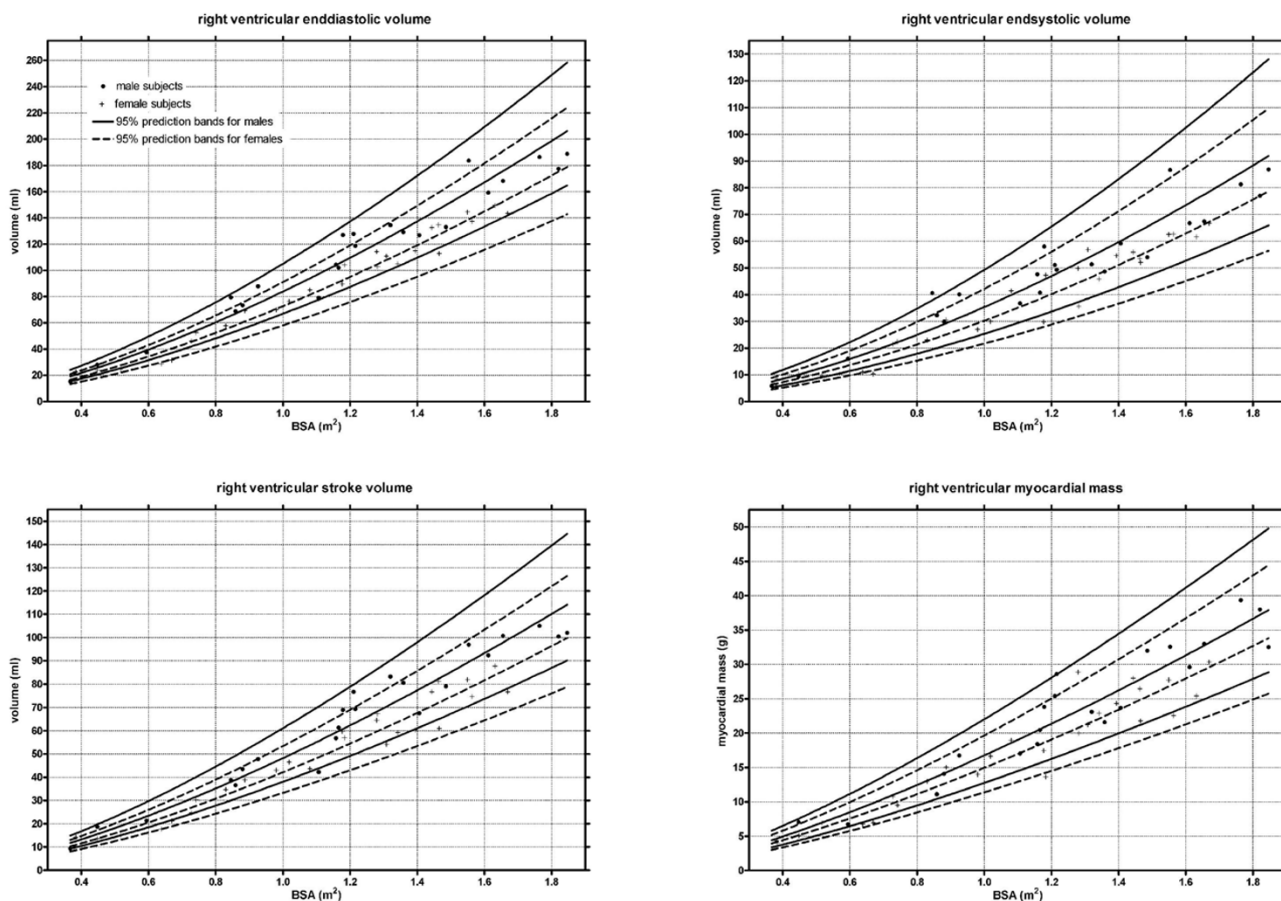 right ventricular enddiastolic volume
volume (ml)
260
240
220
200
180
160
140
120
100
80
60
40
20
0
male subjects
female subjects
95% prediction bands for males
95% prediction bands for females
0.4 0.6 0.8 1.0 1.2 1.4 1.6 1.8
BSA (m²)
right ventricular endsystolic volume
volume (ml)
130
120
110
100
90
80
70
60
50
40
30
20
10
0
0.4 0.6 0.8 1.0 1.2 1.4 1.6 1.8
BSA (m²)
right ventricular stroke volume
volume (ml)
150
140
130
120
110
100
90
80
70
60
50
40
30
20
10
0
0.4 0.6 0.8 1.0 1.2 1.4 1.6 1.8
BSA (m²)
right ventricular myocardial mass
myocardial mass (g)
50
45
40
35
30
25
20
15
10
5
0
0.4 0.6 0.8 1.0 1.2 1.4 1.6 1.8
BSA (m²)